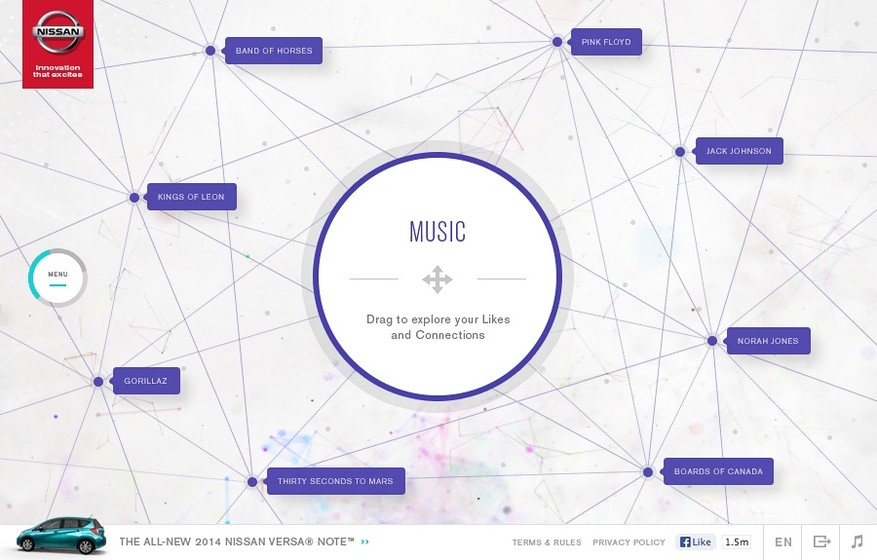 NISSAN
Innovation
that excites
BAND OF HORSES
PINK FLOYD
JACK JOHNSON
KINGS OF LEON
MUSIC
MENU
Drag to explore your Likes
and Connections
NORAH JONES
GORILLAZ
BOARDS OF CANADA
THIRTY SECONDS TO MARS
THE ALL-NEW 2014 NISSAN VERSA® NOTE™ ››
TERMS & RULES PRIVACY POLICY Like 1.5m EN